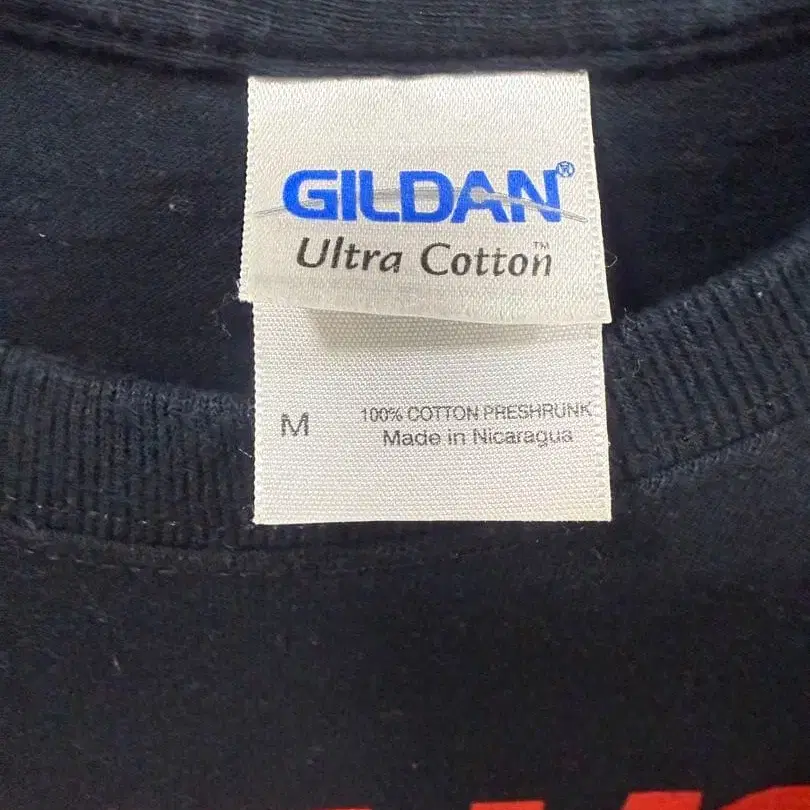 GILDAN®
Ultra Cotton™
M
100% COTTON PRESHRUNK
Made in Nicaragua